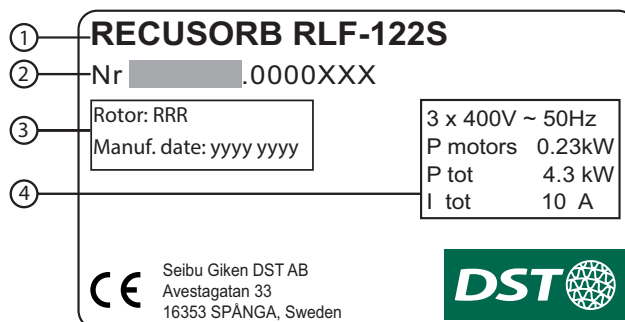 1 RECUSORB RLF-122S
2 Nr .0000XXX
3 Rotor: RRR
Manuf. date: yyyy yyyy
4 3 x 400V ~ 50Hz
P motors 0.23kW
P tot 4.3 kW
I tot 10 A
CE Seibu Giken DST AB
Avestagatan 33
16353 SPÅNGA, Sweden
DST